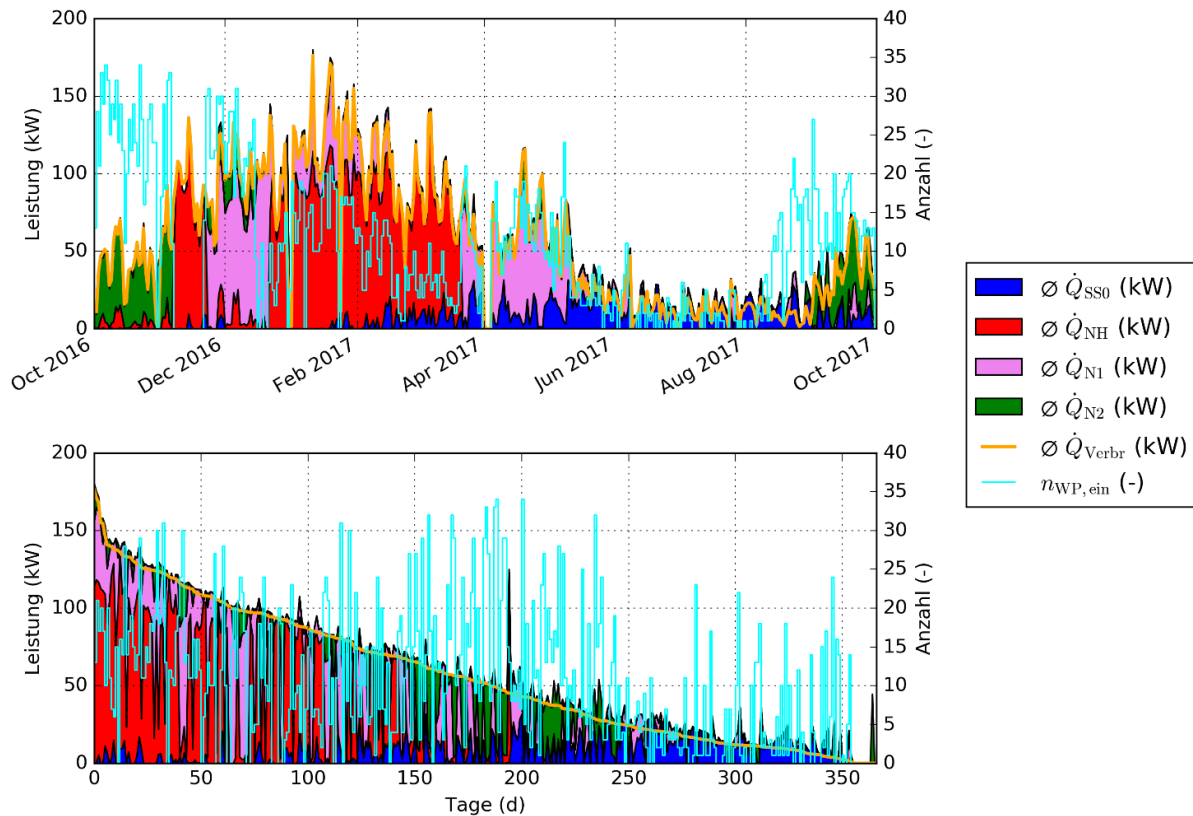 200
150
100
50
0
Leistung (kW)
40
35
30
25
20
15
10
5
0
Anzahl (-)
Oct 2016
Dec 2016
Feb 2017
Apr 2017
Jun 2017
Aug 2017
Oct 2017
∅ Q̇SS0 (kW)
∅ Q̇NH (kW)
∅ Q̇N1 (kW)
∅ Q̇N2 (kW)
∅ Q̇Verbr (kW)
nWP,ein (-)
200
150
100
50
0
Leistung (kW)
40
35
30
25
20
15
10
5
0
Anzahl (-)
0 50 100 150 200 250 300 350
Tage (d)